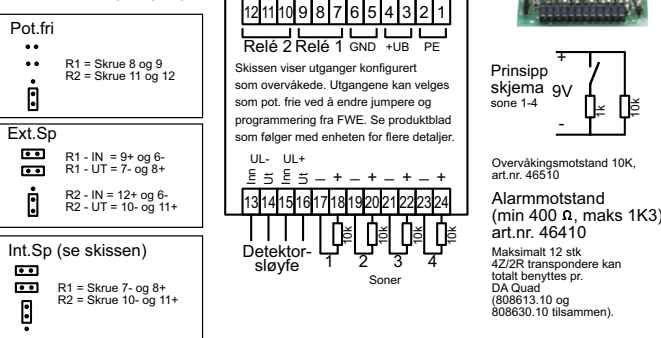 Pot.fri
R1 = Skrue 8 og 9
R2 = Skrue 11 og 12
Ext.Sp
R1 - IN = 9+ og 6-
R1 - UT = 7- og 8+
R2 - IN = 12+ og 6-
R2 - UT = 10- og 11+
Int.Sp (se skissen)
R1 = Skrue 7- og 8+
R2 = Skrue 10- og 11+
12 11 10 9 8 7 6 5 4 3 2 1
Relé 2 Relé 1 GND +UB PE
Skissen viser utganger konfigurert
som overvåkede. Utgangene kan velges
som pot. frie ved å endre jumpere og
programmering fra FWE. Se produktblad
som følger med enheten for flere detaljer.
UL- UL+
Inn Ut Inn Ut – + – + – + – +
13 14 15 16 17 18 19 20 21 22 23 24
10k 10k 10k 10k
Detektor-
sløyfe
1 2 3 4
Soner
Prinsipp
skjema
sone 1-4
+
9V
-
1k
10k
Overvåkingsmotstand 10K,
art.nr. 46510
Alarmmotstand
(min 400 Ω, maks 1K3)
art.nr. 46410
Maksimalt 12 stk
4Z/2R transpondere kan
totalt benyttes pr.
DA Quad
(808613.10 og
808630.10 tilsammen).